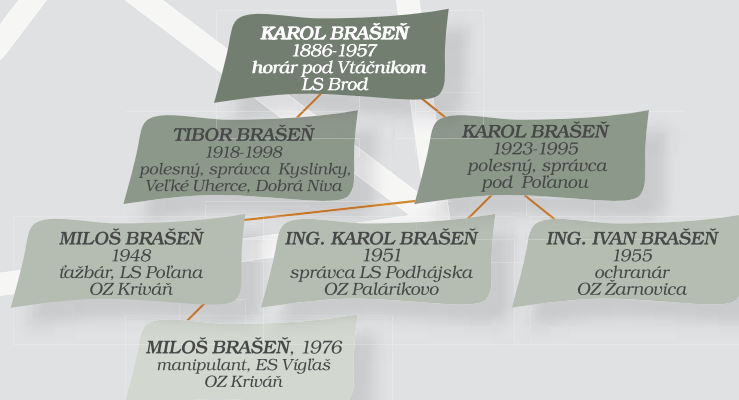 KAROL BRAŠEŇ
1886-1957
horár pod Vtáčnikom
LS Brod
TIBOR BRAŠEŇ
1918-1998
polesný, správca Kyslinky,
Veľké Uherce, Dobrá Niva
KAROL BRAŠEŇ
1923-1995
polesný, správca
pod Poľanou
MILOŠ BRAŠEŇ
1948
ťažbár, LS Poľana
OZ Kriváň
ING. KAROL BRAŠEŇ
1951
správca LS Podhájska
OZ Palárikovo
ING. IVAN BRAŠEŇ
1955
ochranár
OZ Žarnovica
MILOŠ BRAŠEŇ, 1976
manipulant, ES Vígľaš
OZ Kriváň